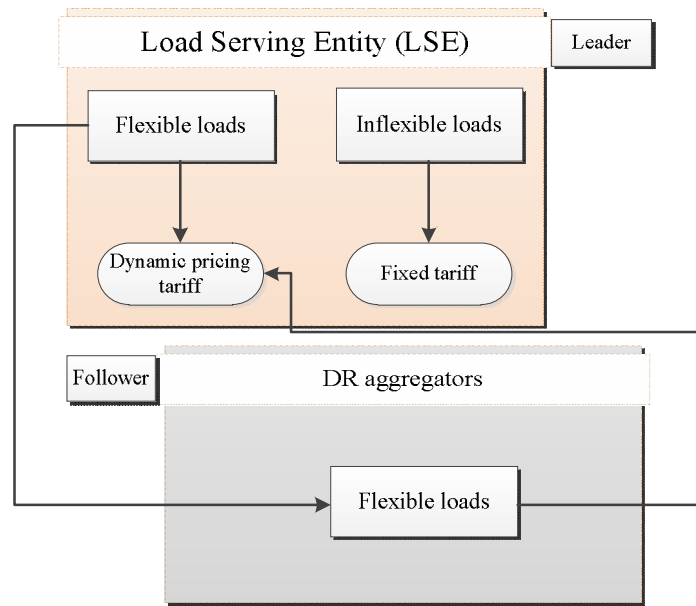 Load Serving Entity (LSE)
Leader
Flexible loads
Inflexible loads
Dynamic pricing
tariff
Fixed tariff
Follower
DR aggregators
Flexible loads